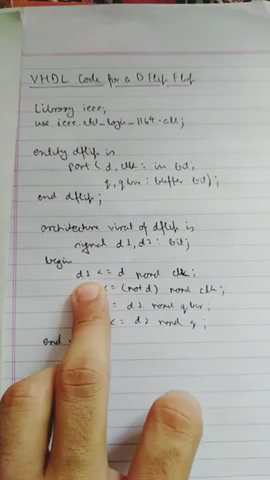 VHDL Code for a D Flip Flop
Library ieee;
use ieee.std_logic_1164.all;
entity dflip is
port( d, clk: in bit;
q, qbar: buffer bit);
end dflip;
architecture virat of dflip is
signal d1, d2: bit;
begin
d1 <= d nand clk;
<= (not d) nand clk;
= d1 nand qbar;
<= d2 nand q;
end